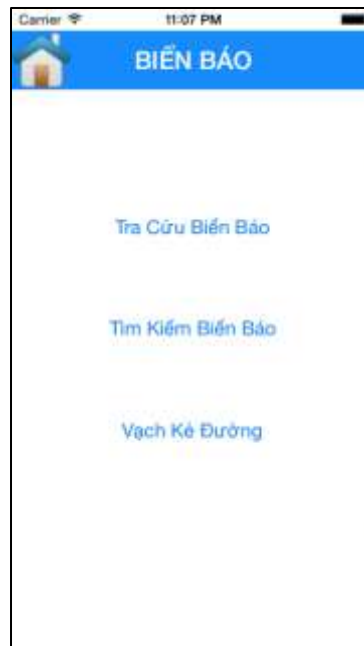 Carrier 11:07 PM
BIỂN BÁO
Tra Cứu Biển Báo
Tìm Kiếm Biển Báo
Vạch Kẻ Đường